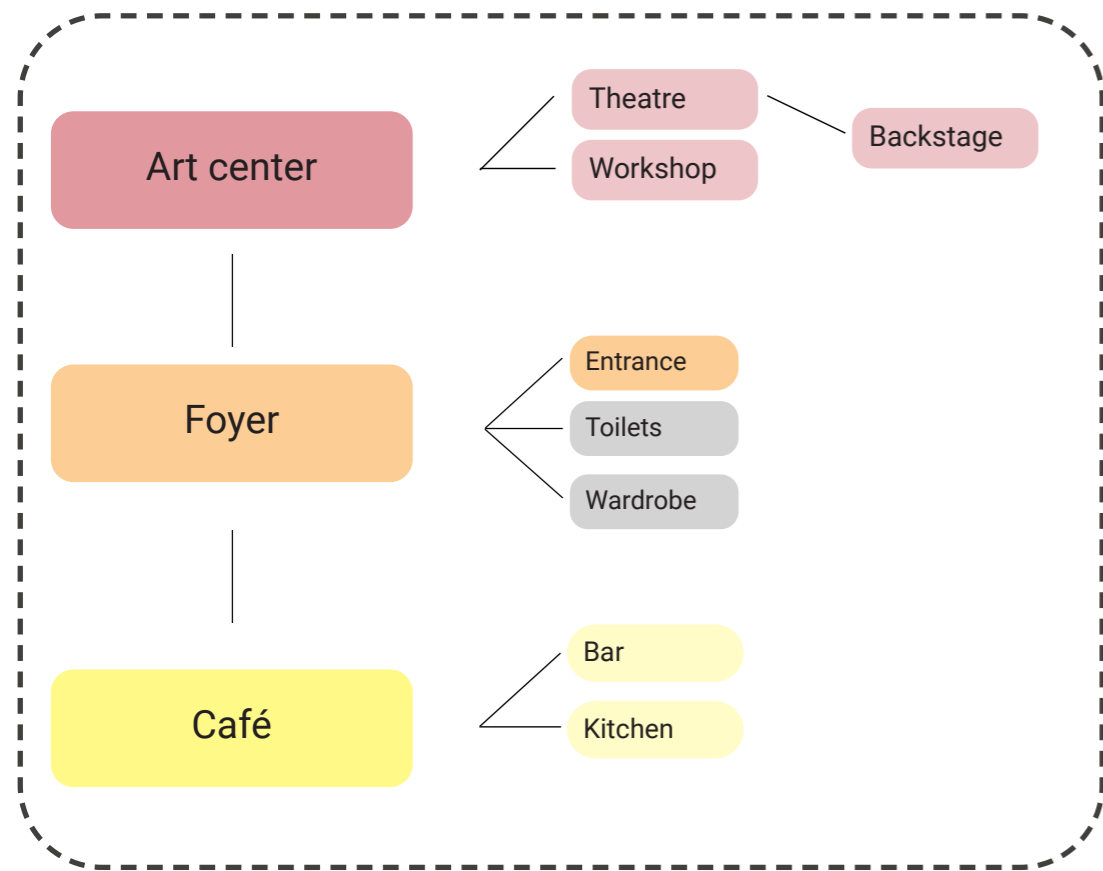 Art center
Theatre
Workshop
Backstage
Foyer
Entrance
Toilets
Wardrobe
Café
Bar
Kitchen